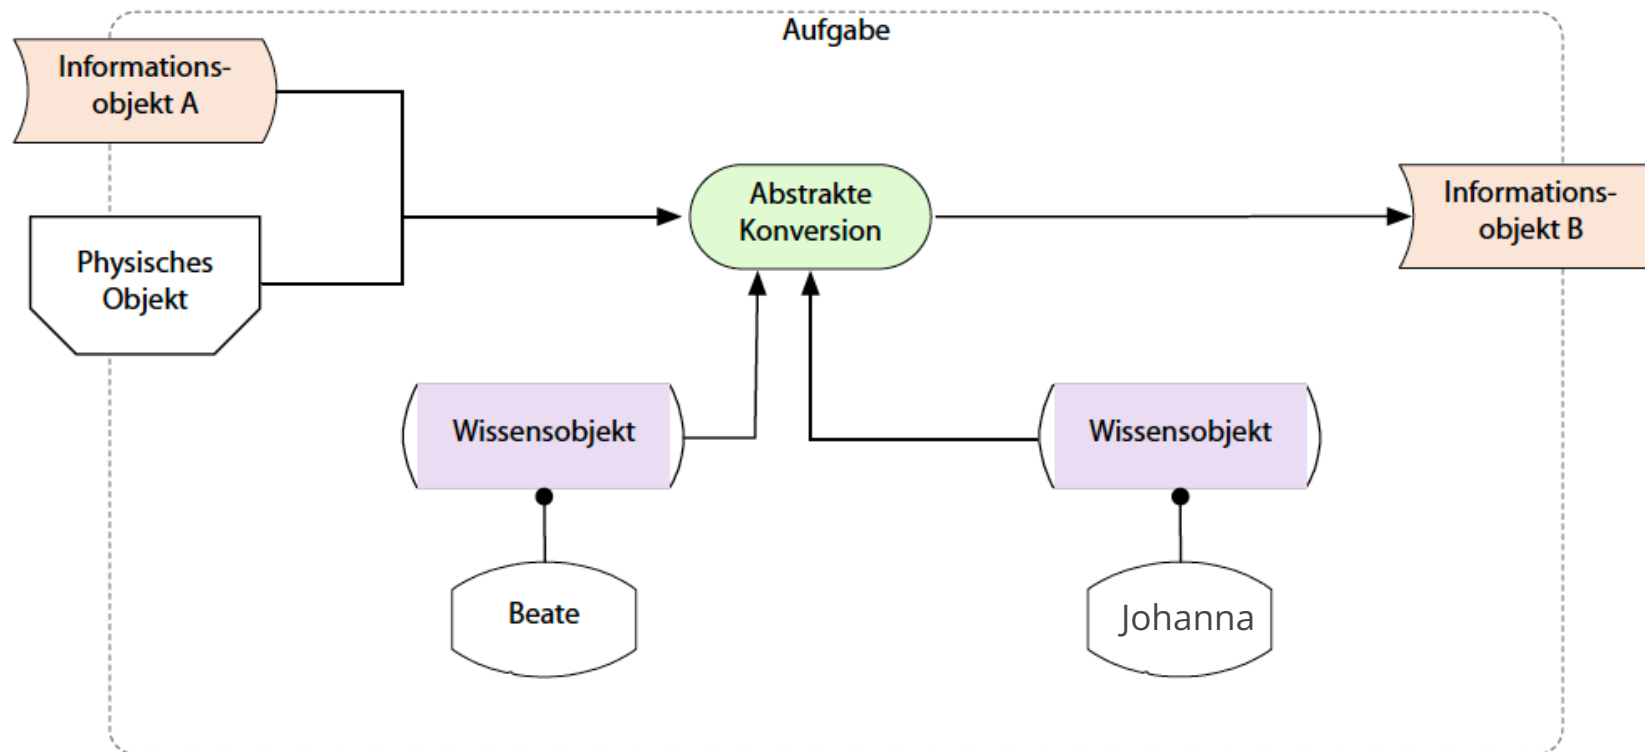 Aufgabe
Informations-
objekt A
Physisches
Objekt
Abstrakte
Konversion
Informations-
objekt B
Wissensobjekt
Wissensobjekt
Beate
Johanna